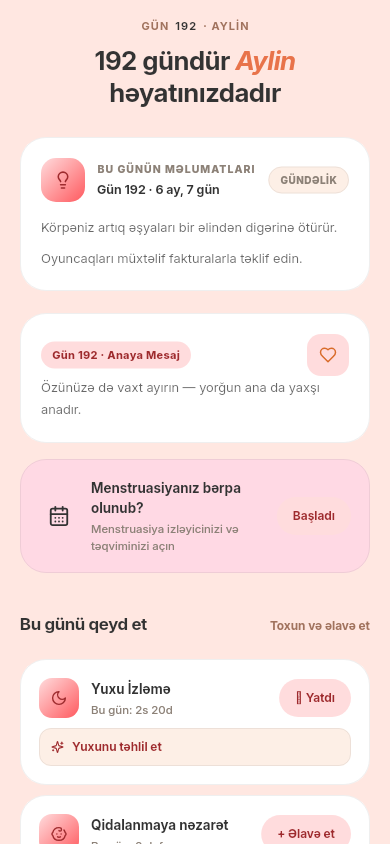 GÜN 192 · AYLİN
192 gündür Aylin
həyatınızdadır
BU GÜNÜN MƏLUMATLARI
Gün 192 · 6 ay, 7 gün
GÜNDƏLİK
Körpəniz artıq əşyaları bir əlindən digərinə ötürür.
Oyuncaqları müxtəlif fakturalarla təklif edin.
Gün 192 · Anaya Mesaj
Özünüzə də vaxt ayırın — yorğun ana da yaxşı
anadır.
Menstruasiyanız bərpa
olunub?
Menstruasiya izləyicinizi və
təqviminizi açın
Başladı
Bu günü qeyd et
Toxun və əlavə et
Yuxu İzləmə
Bu gün: 2s 20d
Yatdı
Yuxunu təhlil et
Qidalanmaya nəzarət
+ Əlavə et